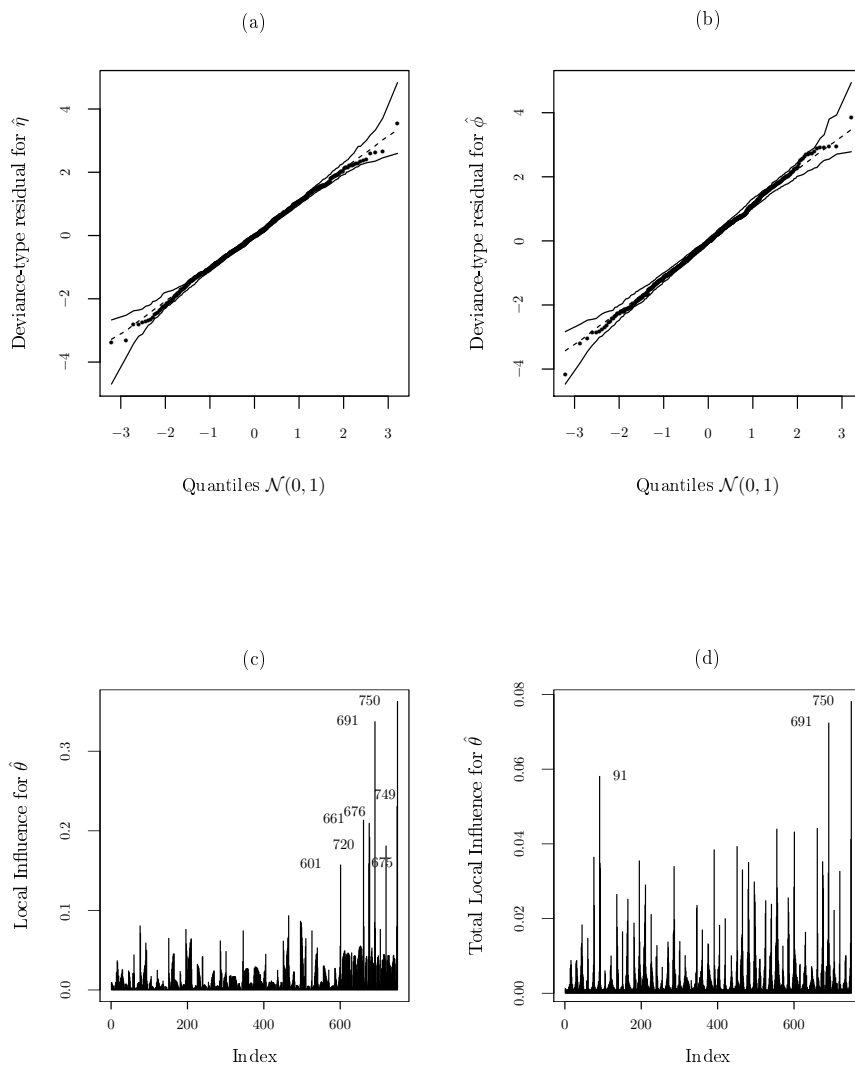 (a)
Deviance-type residual for η̂
−4 −2 0 2 4
−3 −2 −1 0 1 2 3
Quantiles 𝒩(0, 1)
(b)
Deviance-type residual for ϕ̂
−4 −2 0 2 4
−3 −2 −1 0 1 2 3
Quantiles 𝒩(0, 1)
(c)
Local Influence for θ̂
0.0 0.1 0.2 0.3
750
691
749
676
661
720
601
675
0 200 400 600
Index
(d)
Total Local Influence for θ̂
0.00 0.02 0.04 0.06 0.08
750
691
91
0 200 400 600
Index